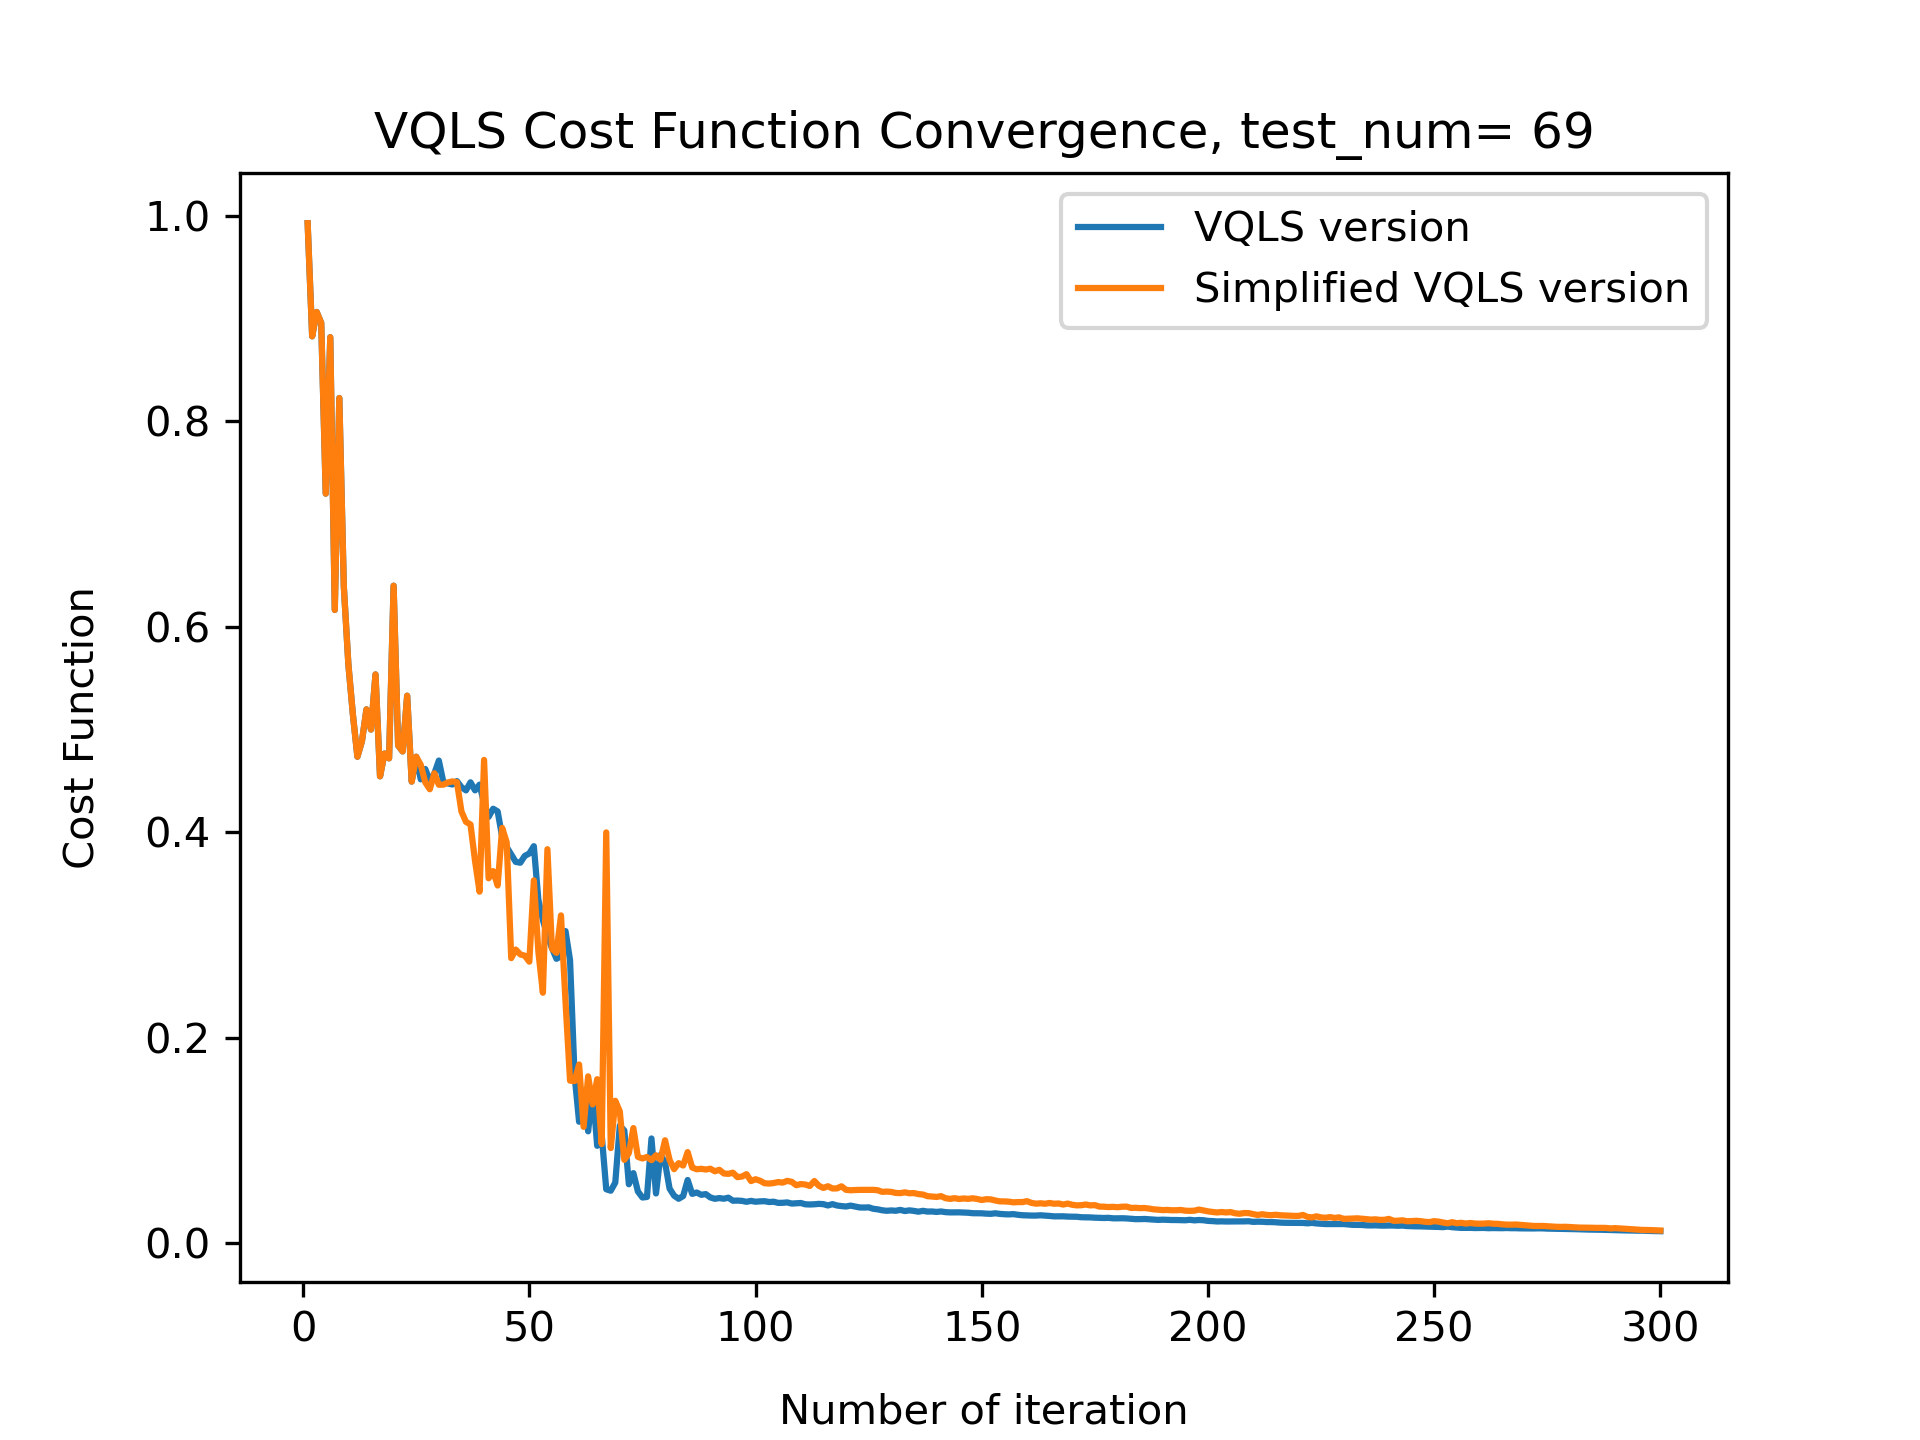 VQLS Cost Function Convergence, test_num= 69
VQLS version
Simplified VQLS version
1.0
0.8
0.6
0.4
0.2
0.0
Cost Function
0 50 100 150 200 250 300
Number of iteration